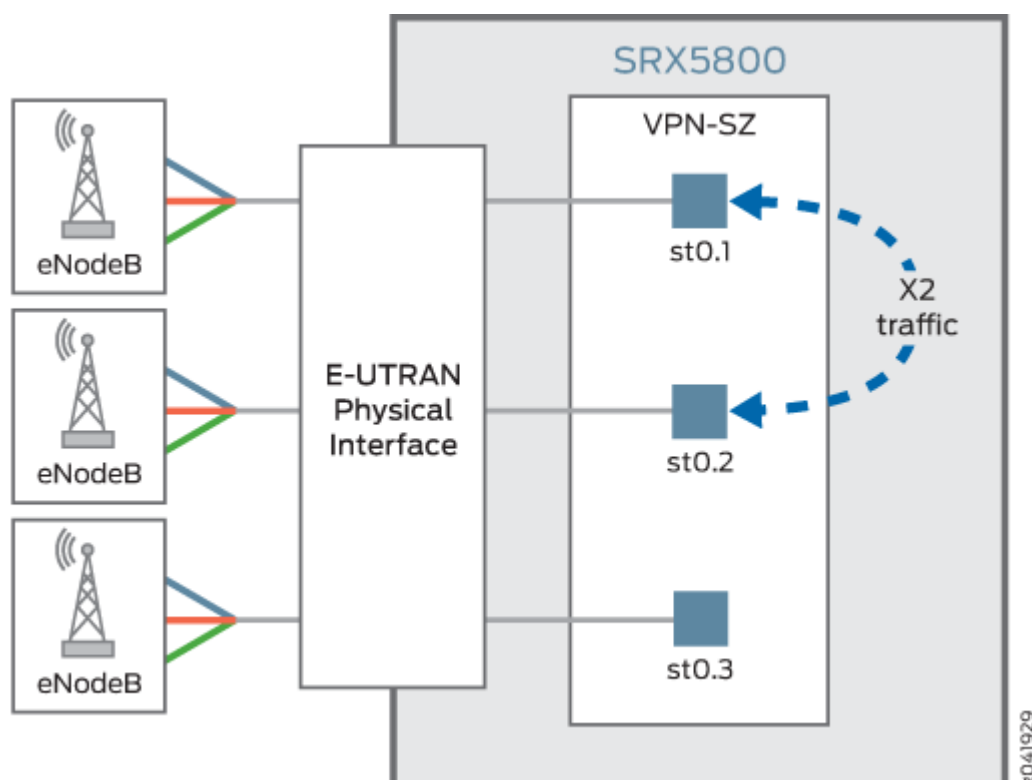 SRX5800
VPN-SZ
eNodeB
st0.1
X2
traffic
E-UTRAN
Physical
Interface
eNodeB
st0.2
eNodeB
st0.3